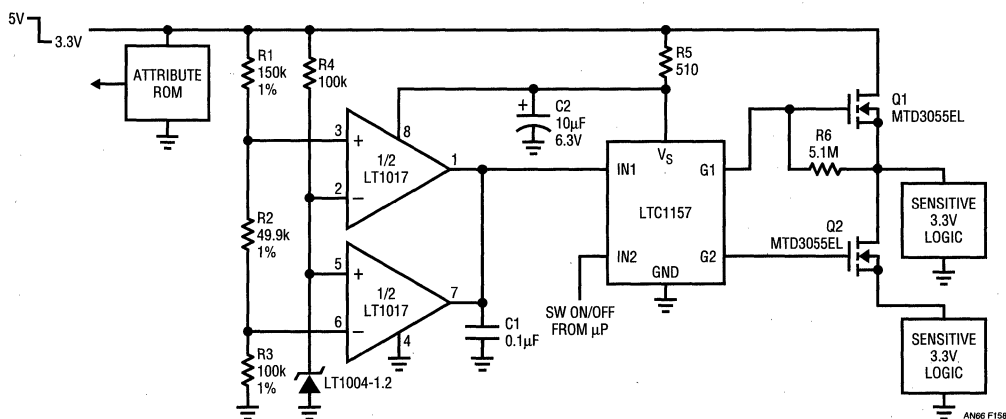 5V
3.3V
ATTRIBUTE
ROM
R1
150k
1%
R4
100k
R2
49.9k
1%
R3
100k
1%
LT1004-1.2
3
+
8
1/2
LT1017
1
2
−
5
+
1/2
LT1017
7
6
−
4
C1
0.1µF
+
C2
10µF
6.3V
R5
510
VS
IN1
G1
LTC1157
IN2
G2
GND
SW ON/OFF
FROM µP
Q1
MTD3055EL
R6
5.1M
SENSITIVE
3.3V
LOGIC
Q2
MTD3055EL
SENSITIVE
3.3V
LOGIC
AN66 F158